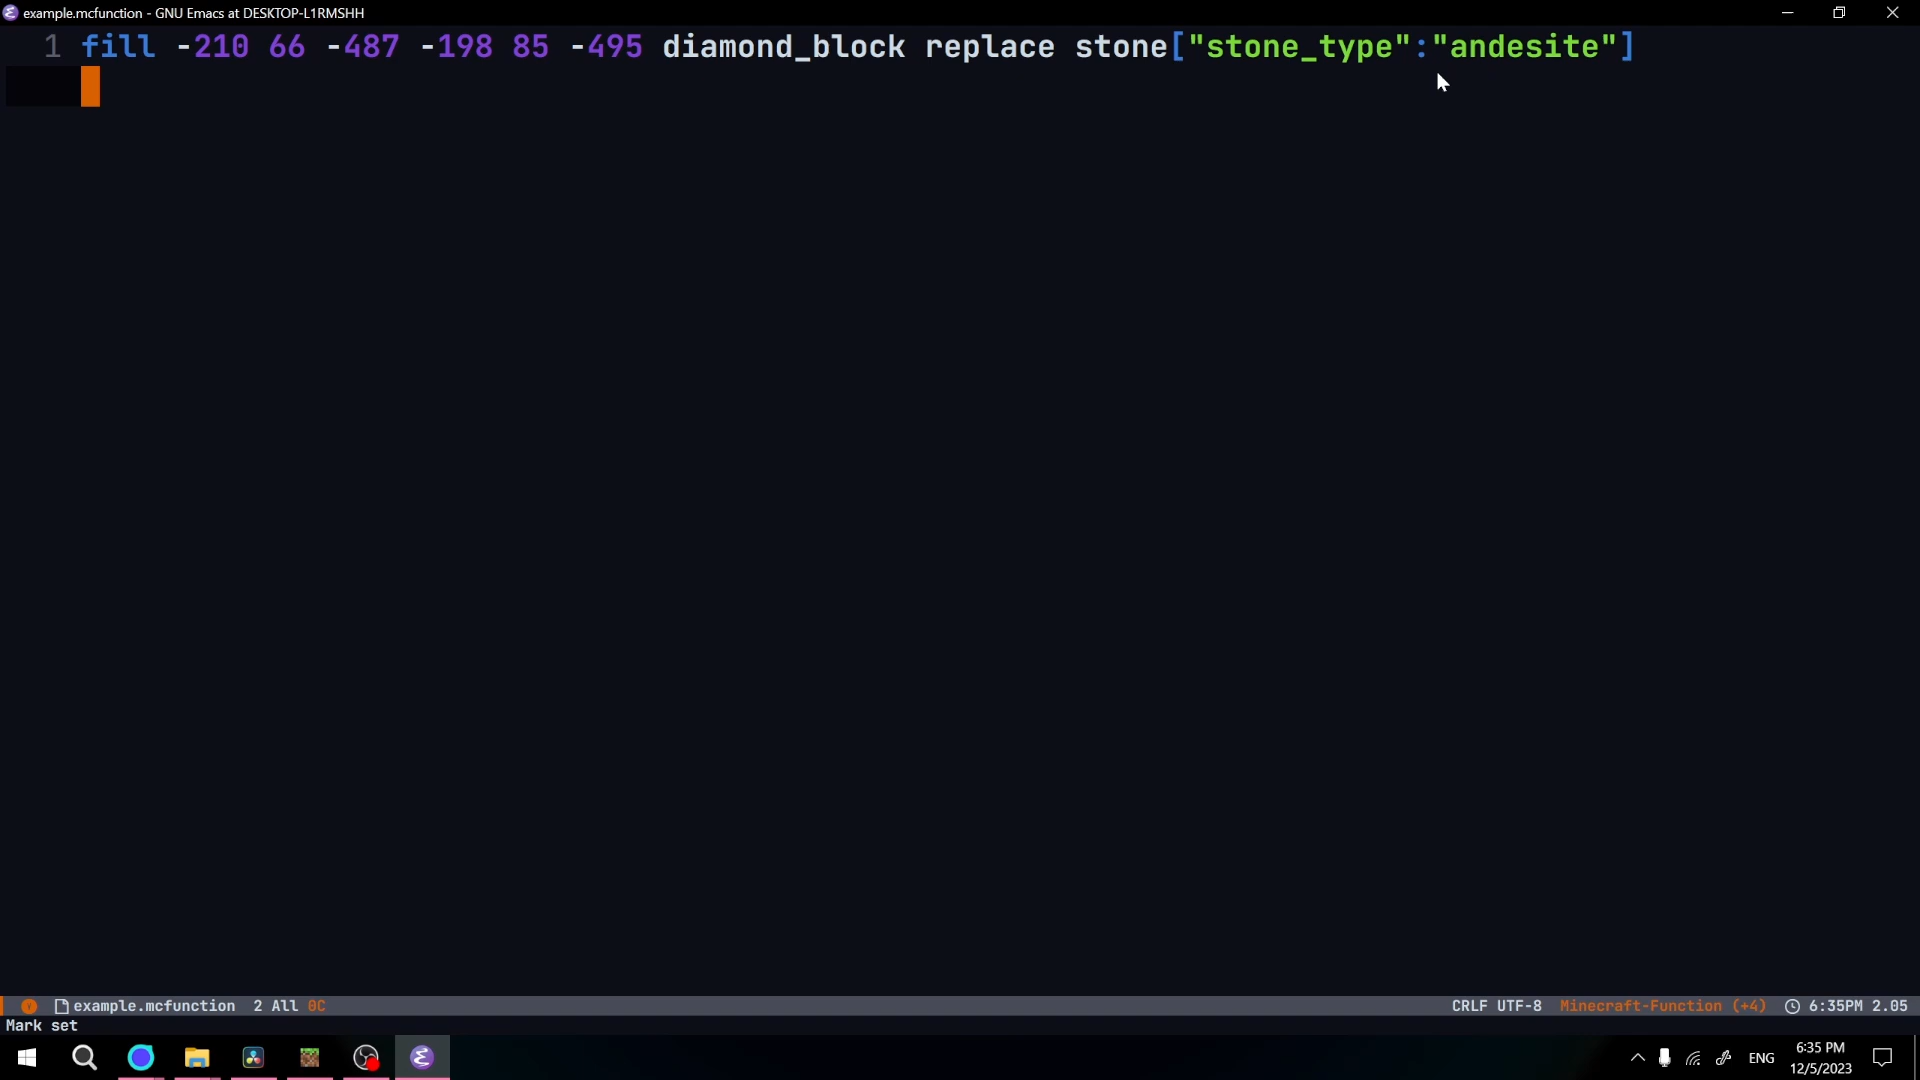 example.mcfunction - GNU Emacs at DESKTOP-L1RMSHH
1 fill -210 66 -487 -198 85 -495 diamond_block replace stone["stone_type":"andesite"]
example.mcfunction 2 All 0C CRLF UTF-8 Minecraft-Function (+4) 6:35PM 2.05
Mark set
ENG
6:35 PM
12/5/2023